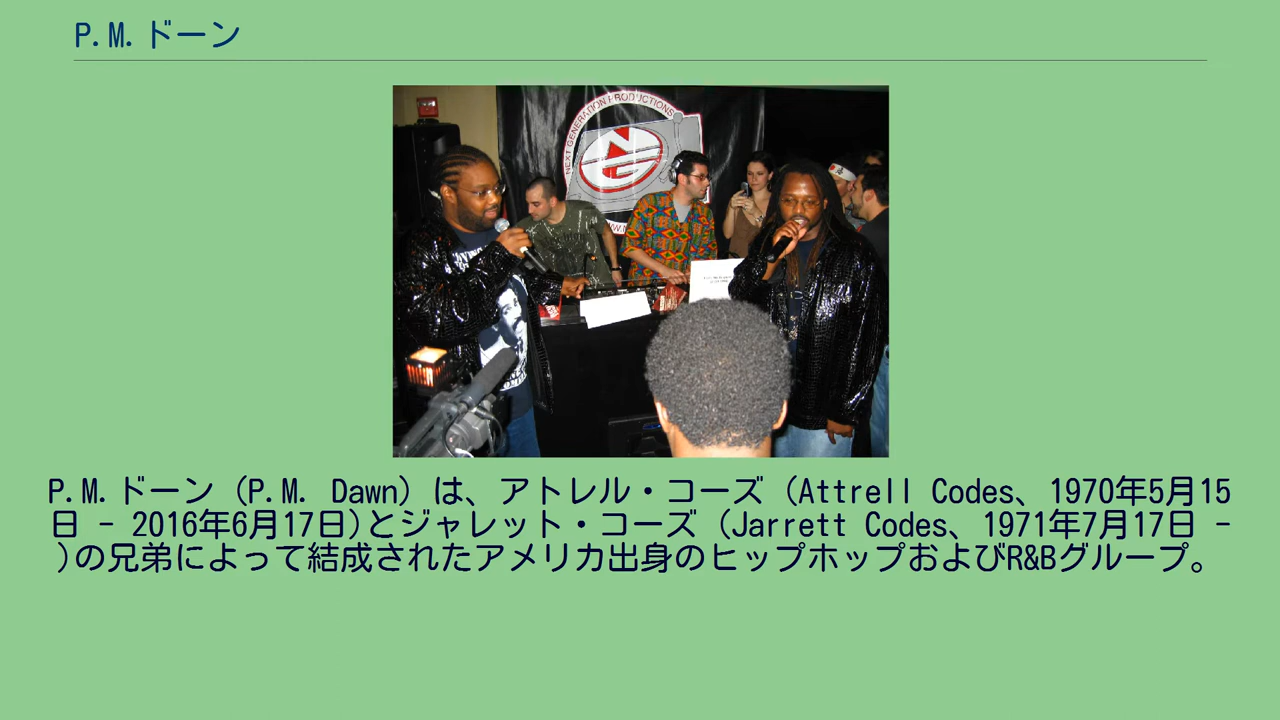 P.M.ドーン
NEXT GENERATION PRODUCTIONS
NG
P.M.ドーン（P.M. Dawn）は、アトレル・コーズ（Attrell Codes、1970年5月15
日 - 2016年6月17日)とジャレット・コーズ（Jarrett Codes、1971年7月17日 -
)の兄弟によって結成されたアメリカ出身のヒップホップおよびR&Bグループ。